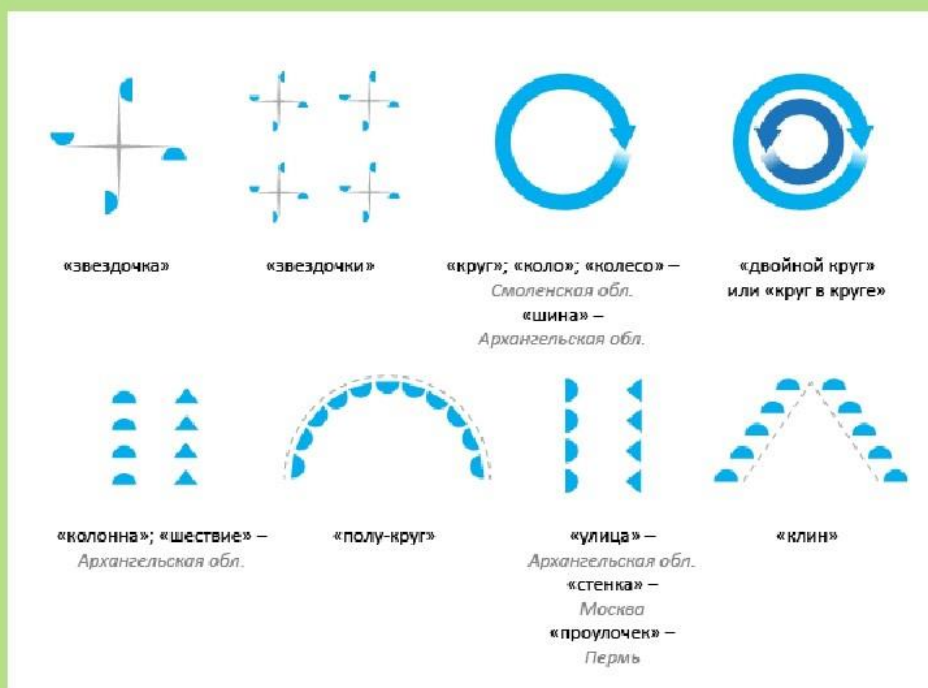 «звездочка»
«звездочки»
«круг»; «коло»; «колесо» –
Смоленская обл.
«шина» –
Архангельская обл.
«двойной круг»
или «круг в круге»
«колонна»; «шествие» –
Архангельская обл.
«полу-круг»
«улица» –
Архангельская обл.
«стенка» –
Москва
«проулочек» –
Пермь
«клин»